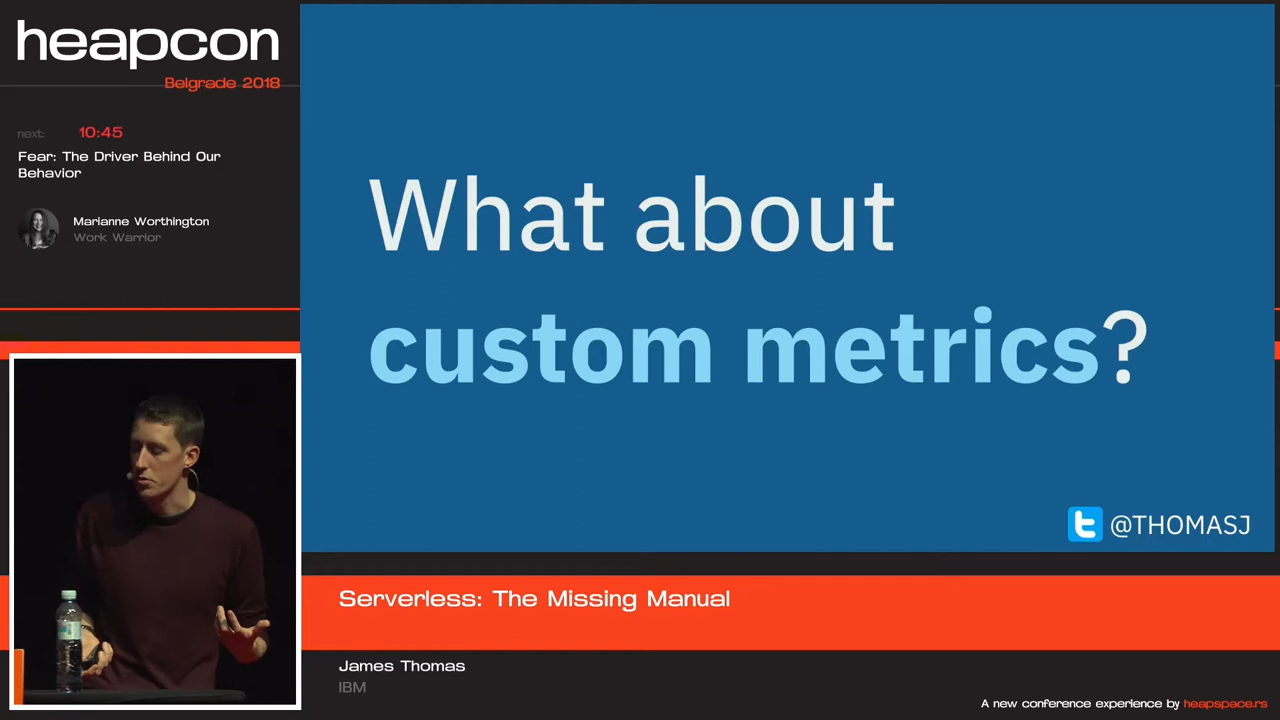 heapcon
Belgrade 2018
next: 10:45
Fear: The Driver Behind Our
Behavior
Marianne Worthington
Work Warrior
What about
custom metrics?
@THOMASJ
Serverless: The Missing Manual
James Thomas
IBM
A new conference experience by heapspace.rs